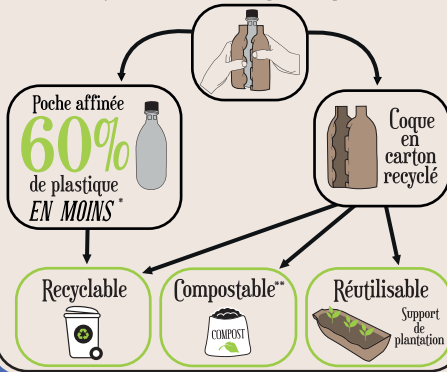 Poche affinée
60%
de plastique
EN MOINS*
Coque
en
carton
recyclé
Recyclable
Compostable**
COMPOST
Réutilisable
Support
de
plantation